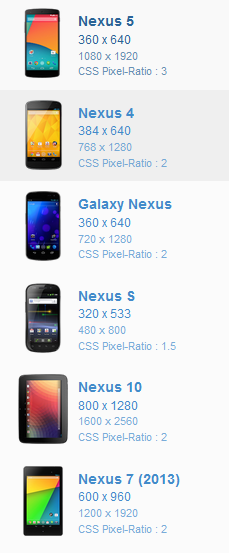 Nexus 5
360 x 640
1080 x 1920
CSS Pixel-Ratio : 3
Nexus 4
384 x 640
768 x 1280
CSS Pixel-Ratio : 2
Galaxy Nexus
360 x 640
720 x 1280
CSS Pixel-Ratio : 2
Nexus S
320 x 533
480 x 800
CSS Pixel-Ratio : 1.5
Nexus 10
800 x 1280
1600 x 2560
CSS Pixel-Ratio : 2
Nexus 7 (2013)
600 x 960
1200 x 1920
CSS Pixel-Ratio : 2